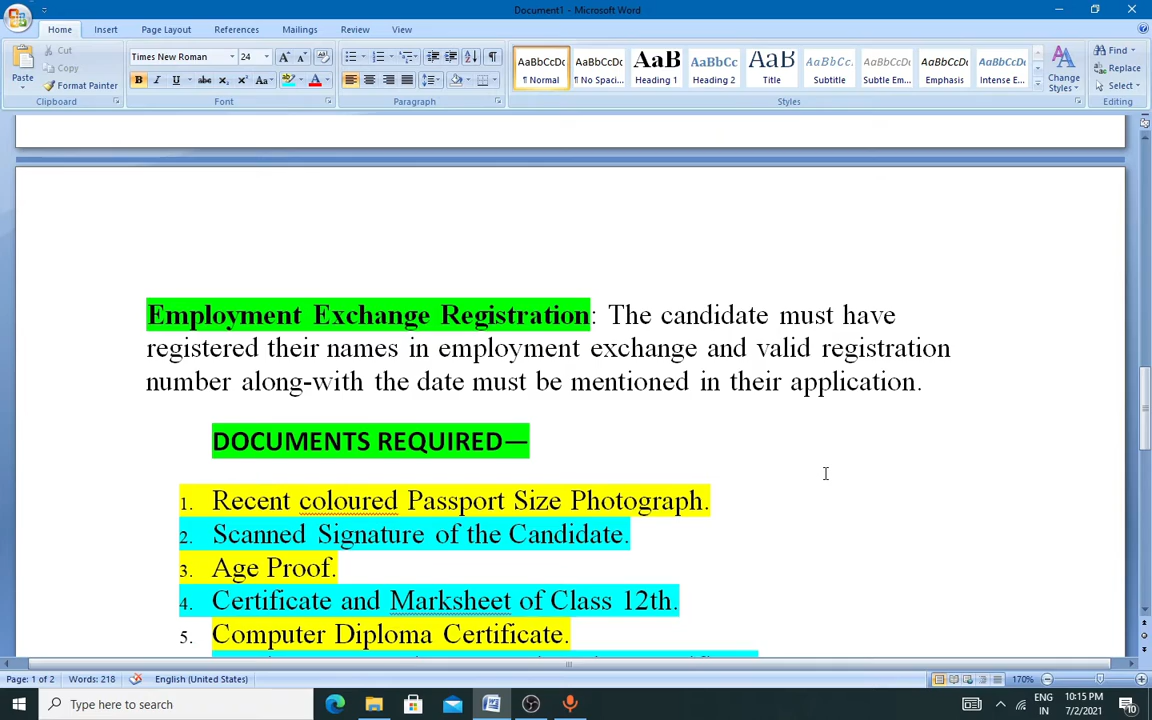 Document1 - Microsoft Word
Home Insert Page Layout References Mailings Review View
Cut
Copy
Format Painter
Paste
Clipboard
Times New Roman 24
Font
Paragraph
AaBbCcDc AaBbCcDc AaB AaBbCc AaB AaBbCc. AaBbCcDc AaBbCcDc AaBbCcDc
¶ Normal ¶ No Spaci... Heading 1 Heading 2 Title Subtitle Subtle Em... Emphasis Intense E...
Change Styles
Styles
Find
Replace
Select
Editing
Employment Exchange Registration: The candidate must have
registered their names in employment exchange and valid registration
number along-with the date must be mentioned in their application.
DOCUMENTS REQUIRED—
1. Recent coloured Passport Size Photograph.
2. Scanned Signature of the Candidate.
3. Age Proof.
4. Certificate and Marksheet of Class 12th.
5. Computer Diploma Certificate.
Page: 1 of 2 Words: 218 English (United States) 170%
Type here to search
ENG
IN
10:15 PM
7/2/2021
10